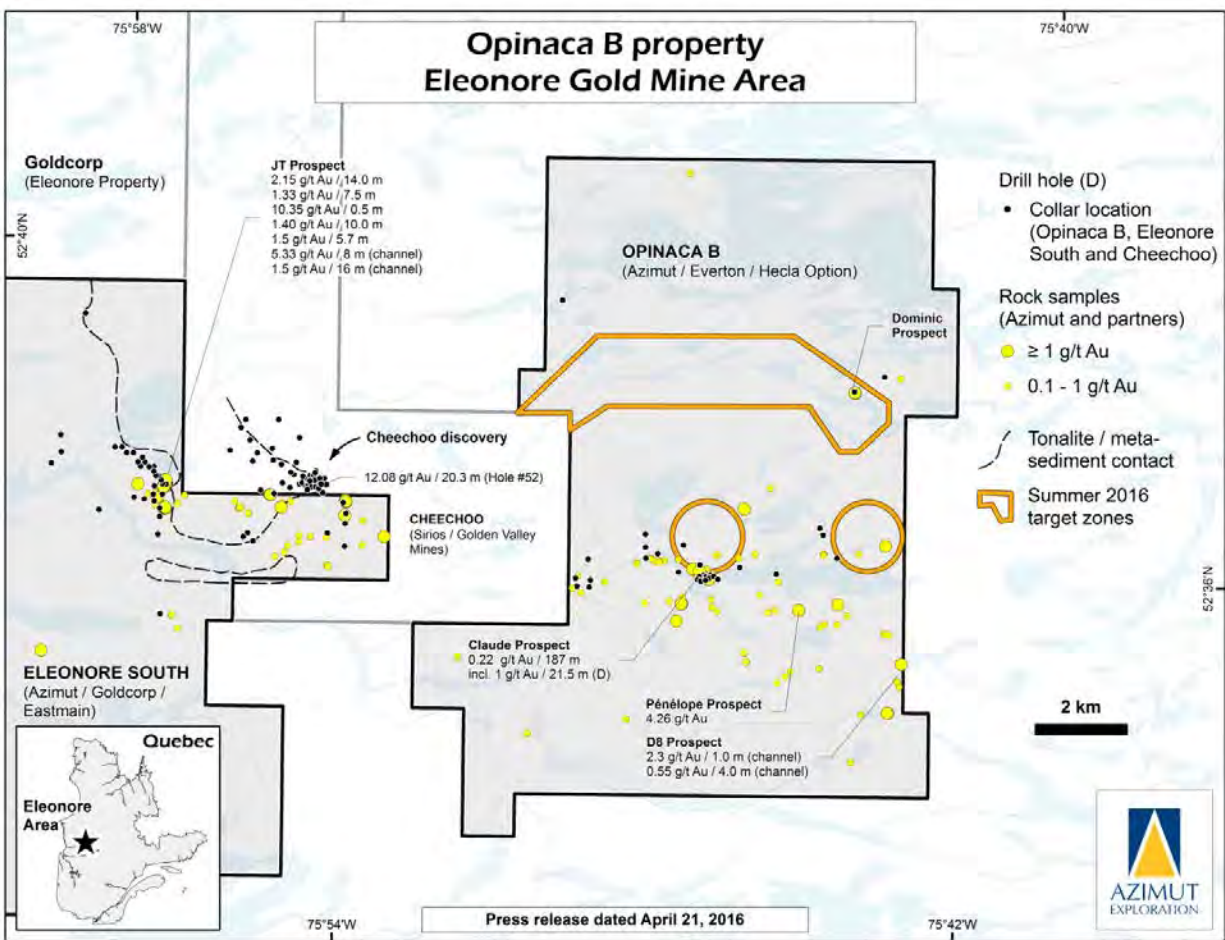 75°58'W
75°40'W
Opinaca B property
Eleonore Gold Mine Area
Goldcorp
(Eleonore Property)
52°40'N
JT Prospect
2.15 g/t Au / 14.0 m
1.33 g/t Au / 7.5 m
10.35 g/t Au / 0.5 m
1.40 g/t Au / 10.0 m
1.5 g/t Au / 5.7 m
5.33 g/t Au / 8 m (channel)
1.5 g/t Au / 16 m (channel)
OPINACA B
(Azimut / Everton / Hecla Option)
Dominic
Prospect
Drill hole (D)
Collar location
(Opinaca B, Eleonore
South and Cheechoo)
Rock samples
(Azimut and partners)
≥ 1 g/t Au
0.1 - 1 g/t Au
Tonalite / meta-
sediment contact
Summer 2016
target zones
Cheechoo discovery
12.08 g/t Au / 20.3 m (Hole #52)
CHEECHOO
(Sirios / Golden Valley
Mines)
52°36'N
Claude Prospect
0.22 g/t Au / 187 m
incl. 1 g/t Au / 21.5 m (D)
Pénélope Prospect
4.26 g/t Au
D8 Prospect
2.3 g/t Au / 1.0 m (channel)
0.55 g/t Au / 4.0 m (channel)
ELEONORE SOUTH
(Azimut / Goldcorp /
Eastmain)
2 km
Quebec
Eleonore
Area
AZIMUT
EXPLORATION
75°54'W
Press release dated April 21, 2016
75°42'W